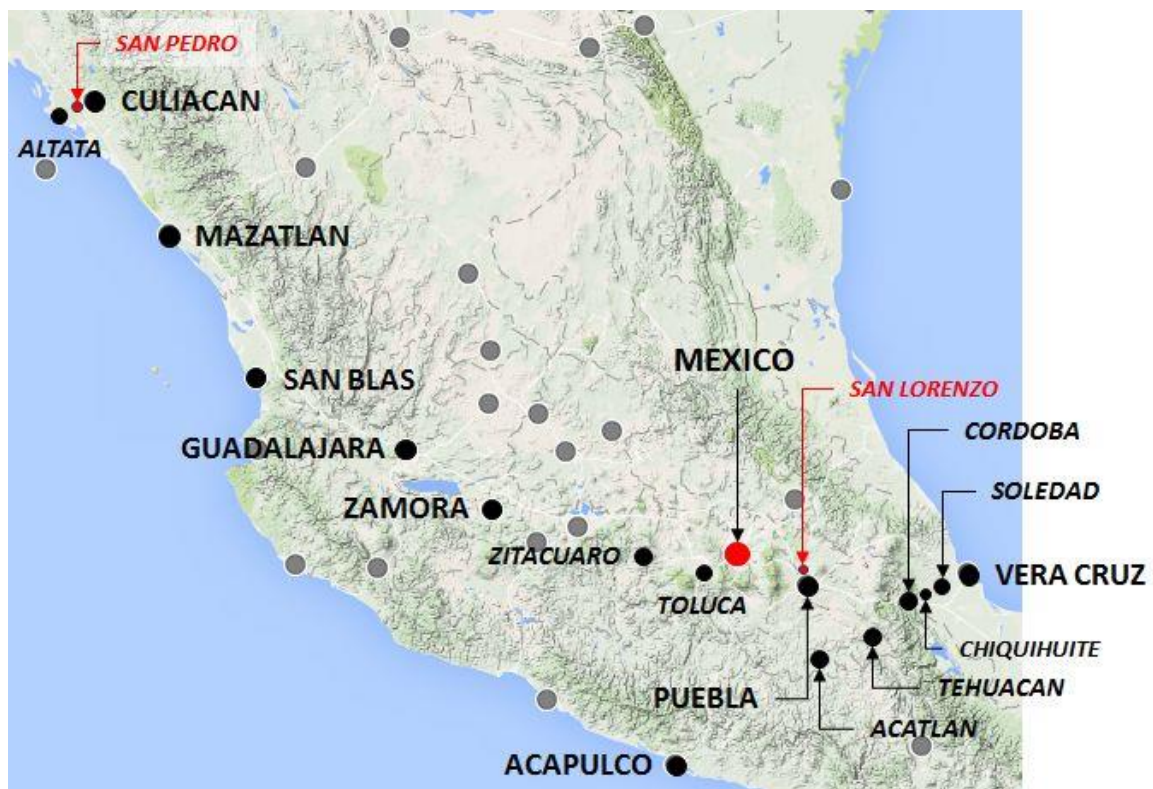 SAN PEDRO
CULIACAN
ALTATA
MAZATLAN
MEXICO
SAN BLAS
SAN LORENZO
CORDOBA
GUADALAJARA
SOLEDAD
ZAMORA
ZITACUARO
VERA CRUZ
TOLUCA
CHIQUIHUITE
TEHUACAN
PUEBLA
ACATLAN
ACAPULCO